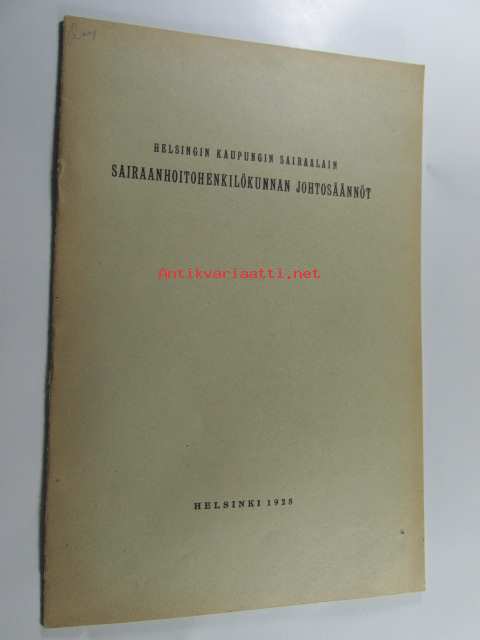 HELSINGIN KAUPUNGIN SAIRAALAIN
SAIRAANHOITOHENKILÖKUNNAN JOHTOSÄÄNNÖT
Antikvariaatti.net
HELSINKI 1928